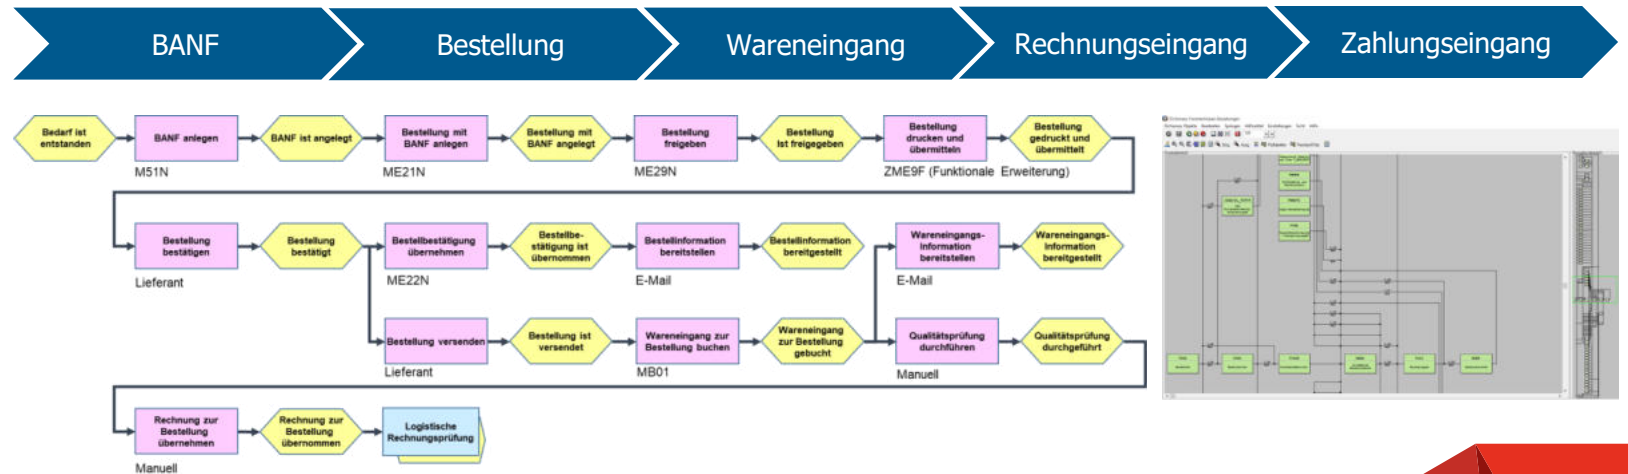 BANF
Bestellung
Wareneingang
Rechnungseingang
Zahlungseingang
Bedarf ist
entstanden
BANF anlegen
M51N
BANF ist angelegt
Bestellung mit
BANF anlegen
ME21N
Bestellung mit
BANF angelegt
Bestellung
freigeben
ME29N
Bestellung
Ist freigegeben
Bestellung
drucken und
übermitteln
ZME9F (Funktionale Erweiterung)
Bestellung
gedruckt und
übermittelt
Bestellung
bestätigen
Lieferant
Bestellung
bestätigt
Bestellbestätigung
übernehmen
ME22N
Bestellbe-
stätigung ist
übernommen
Bestellinformation
bereitstellen
E-Mail
Bestellinformation
bereitgestellt
Wareneingangs-
Information
bereitstellen
E-Mail
Wareneingangs-
Information
bereitgestellt
Bestellung versenden
Lieferant
Bestellung ist
versendet
Wareneingang zur
Bestellung buchen
MB01
Wareneingang
zur Bestellung
gebucht
Qualitätsprüfung
durchführen
Manuell
Qualitätsprüfung
durchgeführt
Rechnung zur
Bestellung
übernehmen
Manuell
Rechnung zur
Bestellung
übernommen
Logistische
Rechnungsprüfung